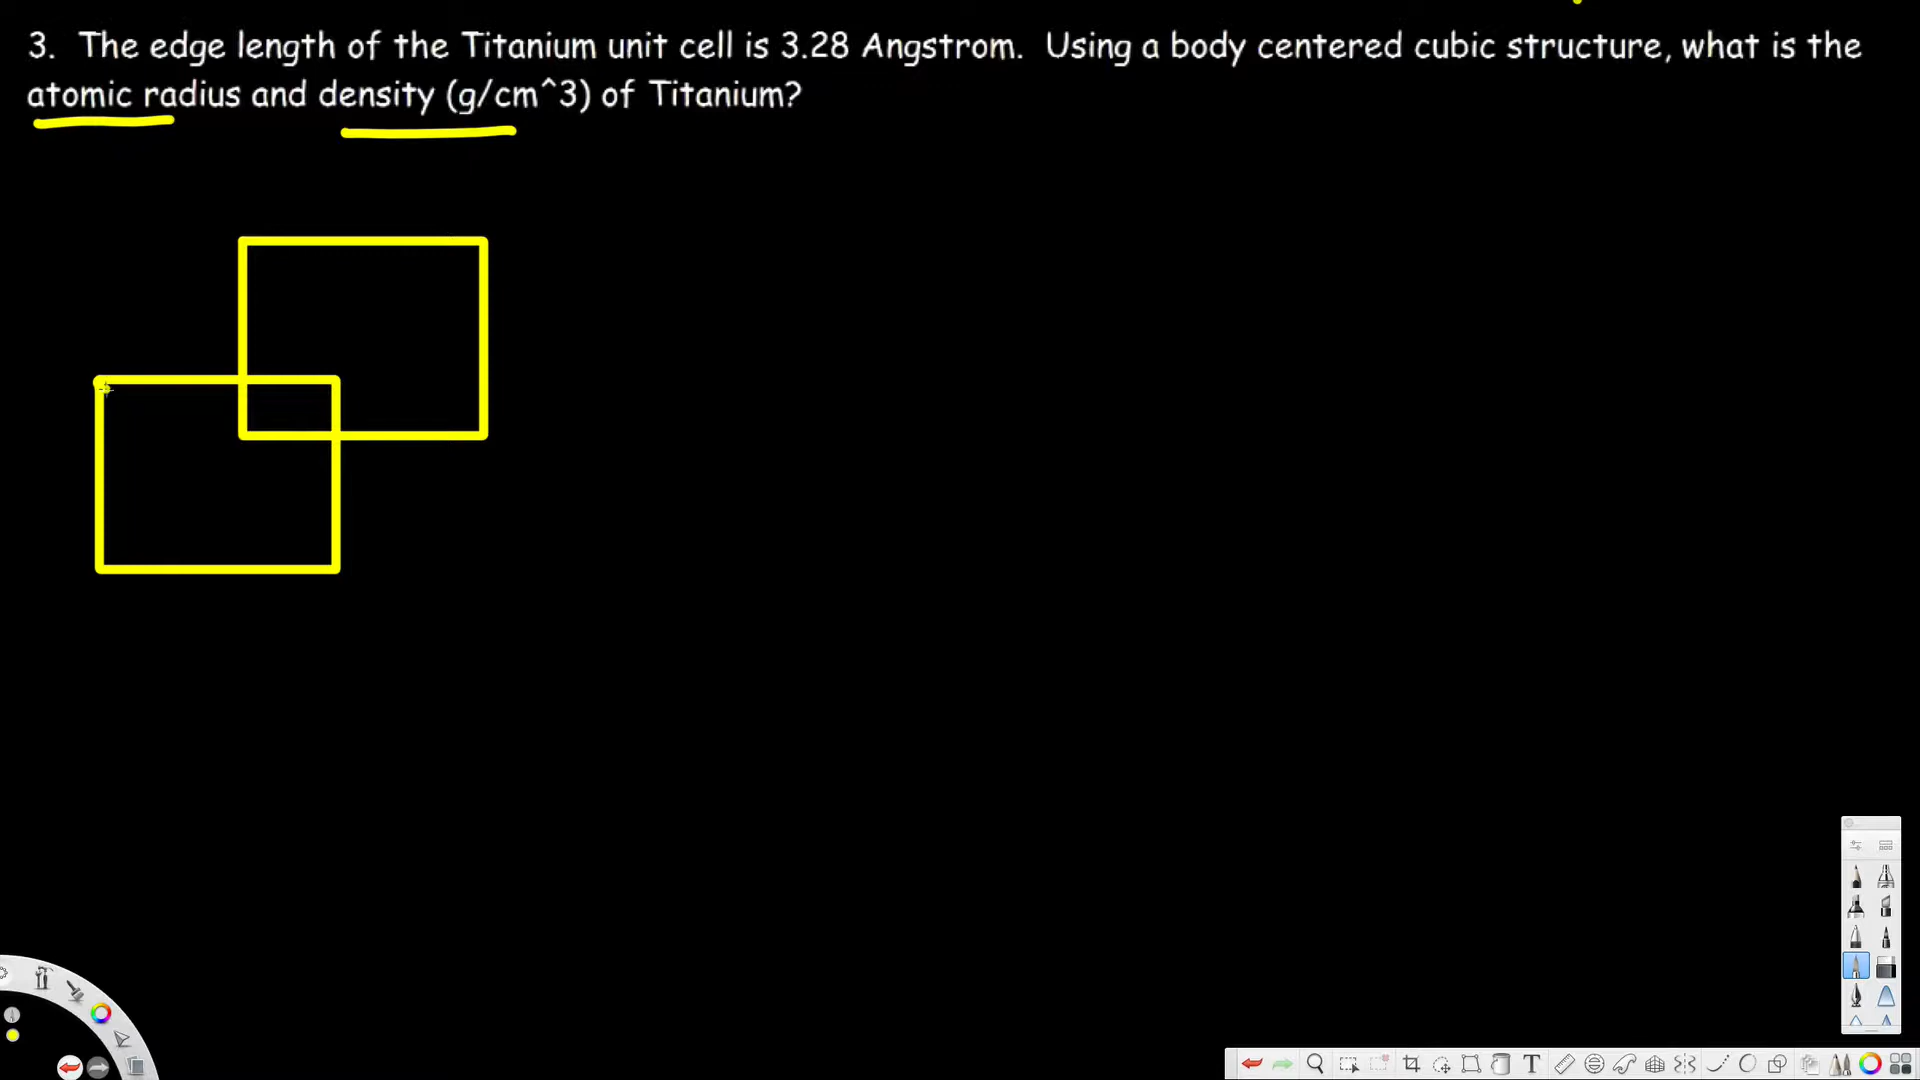 3. The edge length of the Titanium unit cell is 3.28 Angstrom. Using a body centered cubic structure, what is the
atomic radius and density (g/cm^3) of Titanium?
T